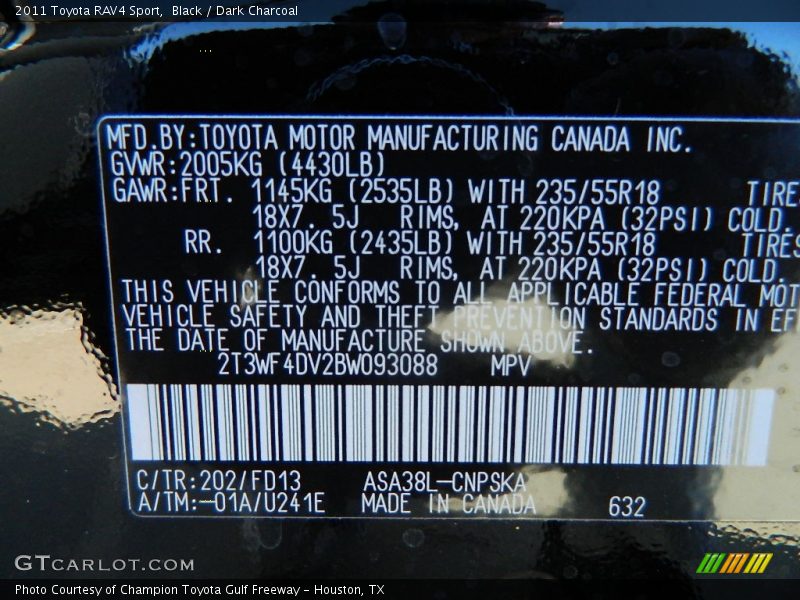 2011 Toyota RAV4 Sport,  Black / Dark Charcoal
MFD.BY:TOYOTA MOTOR MANUFACTURING CANADA INC.
GVWR:2005KG (4430LB)
GAWR:FRT. 1145KG (2535LB) WITH 235/55R18 TIRE
18X7. 5J RIMS, AT 220KPA (32PSI) COLD.
RR. 1100KG (2435LB) WITH 235/55R18 TIRES
18X7. 5J RIMS, AT 220KPA (32PSI) COLD.
THIS VEHICLE CONFORMS TO ALL APPLICABLE FEDERAL MOT
VEHICLE SAFETY AND THEFT PREVENTION STANDARDS IN EF
THE DATE OF MANUFACTURE SHOWN ABOVE.
2T3WF4DV2BW093088 MPV
C/TR:202/FD13 ASA38L-CNPSKA
A/TM:-01A/U241E MADE IN CANADA 632
GTCARLOT.COM
Photo Courtesy of Champion Toyota Gulf Freeway - Houston, TX